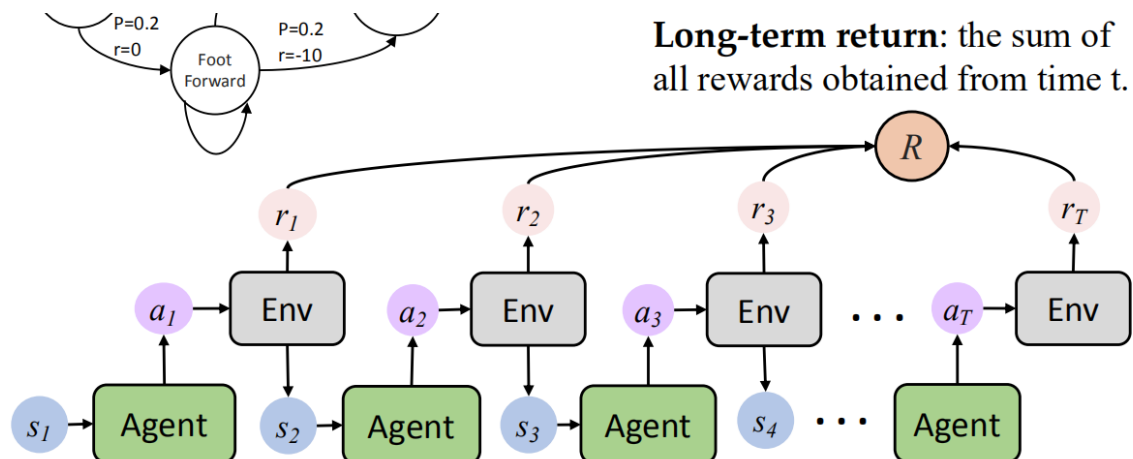 P=0.2
r=0
P=0.2
r=-10
Foot
Forward
Long-term return: the sum of
all rewards obtained from time t.
R
r1
r2
r3
rT
a1
Env
a2
Env
a3
Env
...
aT
Env
s1
Agent
s2
Agent
s3
Agent
s4
...
Agent